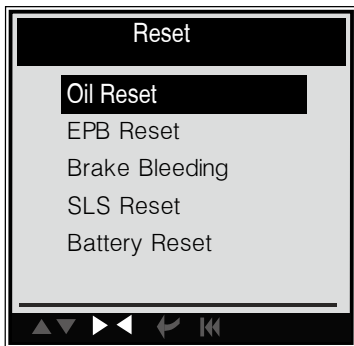 Reset
Oil Reset
EPB Reset
Brake Bleeding
SLS Reset
Battery Reset